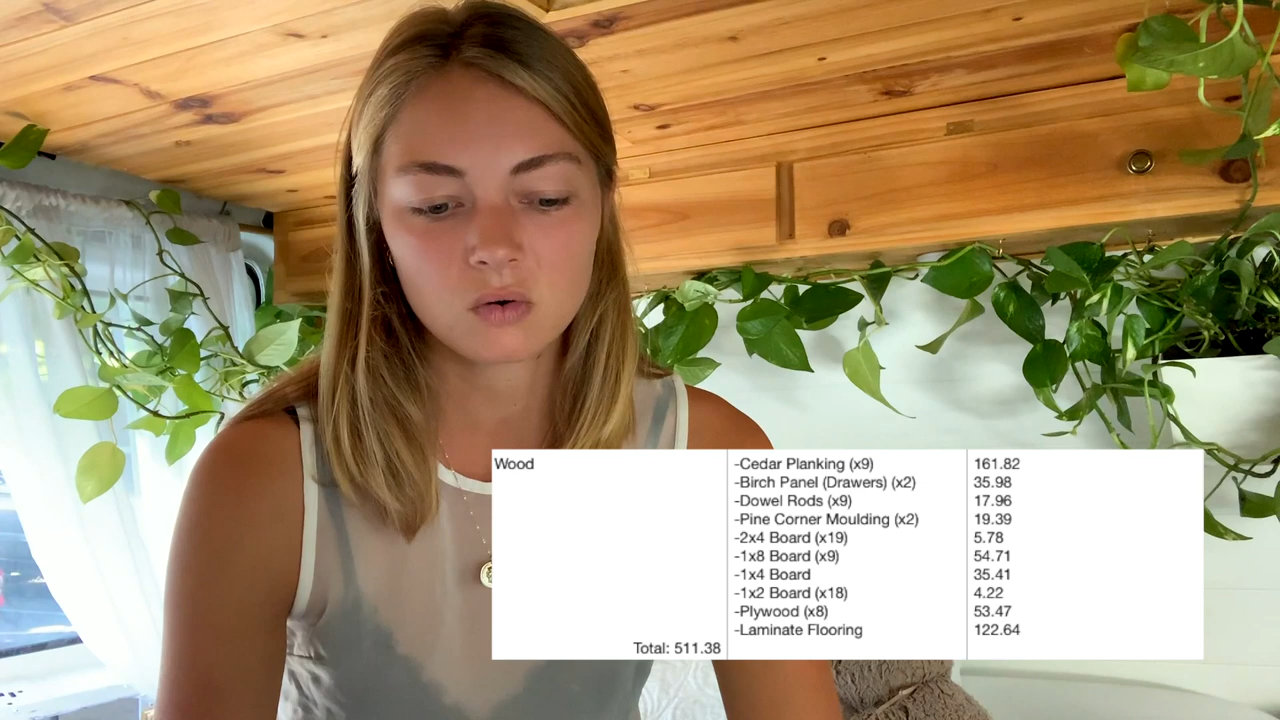 Wood -Cedar Planking (x9) 161.82
-Birch Panel (Drawers) (x2) 35.98
-Dowel Rods (x9) 17.96
-Pine Corner Moulding (x2) 19.39
-2x4 Board (x19) 5.78
-1x8 Board (x9) 54.71
-1x4 Board 35.41
-1x2 Board (x18) 4.22
-Plywood (x8) 53.47
-Laminate Flooring 122.64
Total: 511.38